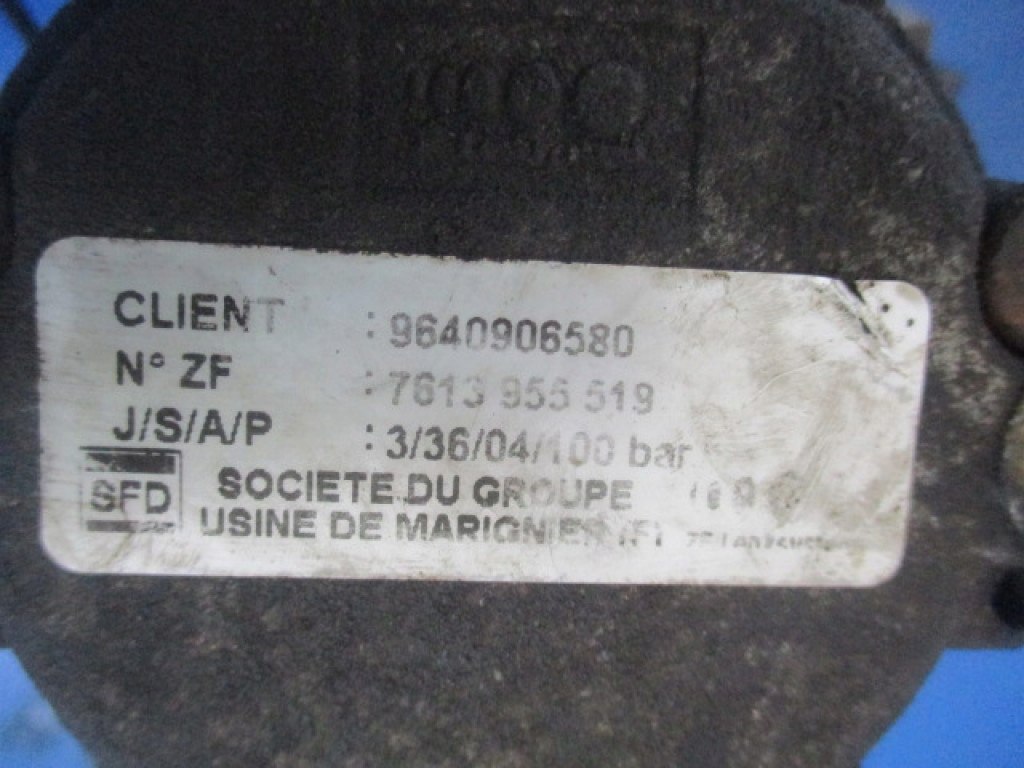 CLIENT : 9640906580
N° ZF : 7613 955 519
J/S/A/P : 3/36/04/100 bar
SFD SOCIETE DU GROUPE
USINE DE MARIGNIER (F)